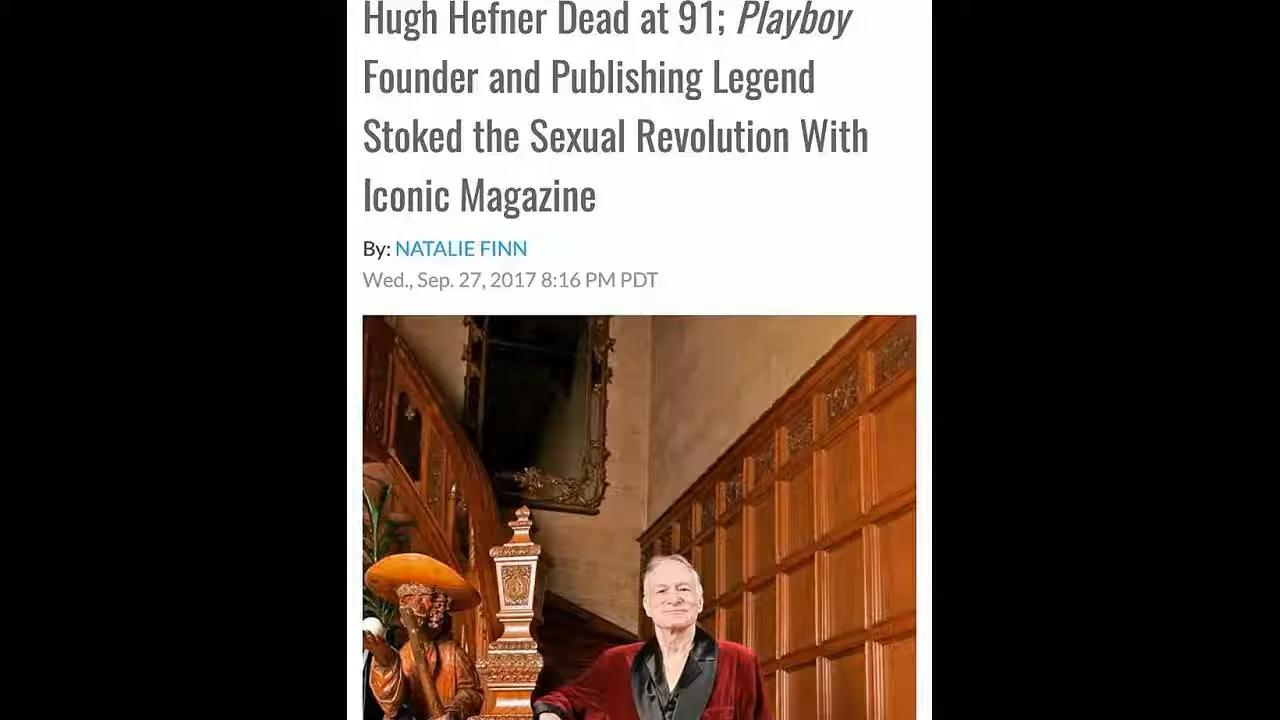 Hugh Hefner Dead at 91; Playboy
Founder and Publishing Legend
Stoked the Sexual Revolution With
Iconic Magazine
By: NATALIE FINN
Wed., Sep. 27, 2017 8:16 PM PDT